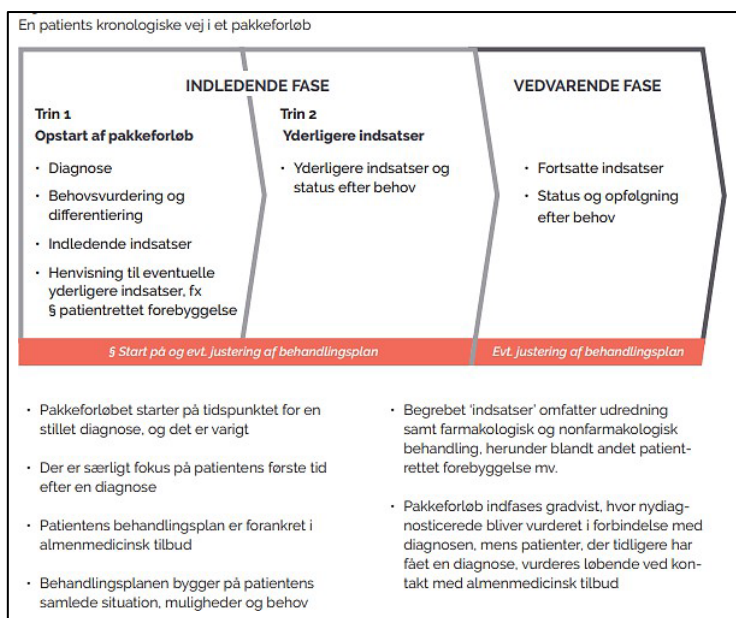 En patients kronologiske vej i et pakkeforløb
INDLEDENDE FASE
Trin 1
Opstart af pakkeforløb
• Diagnose
• Behovsvurdering og
differentiering
• Indledende indsatser
• Henvisning til eventuelle
yderligere indsatser, fx
§ patientrettet forebyggelse
Trin 2
Yderligere indsatser
• Yderligere indsatser og
status efter behov
VEDVARENDE FASE
• Fortsatte indsatser
• Status og opfølgning
efter behov
§ Start på og evt. justering af behandlingsplan
Evt. justering af behandlingsplan
• Pakkeforløbet starter på tidspunktet for en
stillet diagnose, og det er varigt
• Der er særligt fokus på patientens første tid
efter en diagnose
• Patientens behandlingsplan er forankret i
almenmedicinsk tilbud
• Behandlingsplanen bygger på patientens
samlede situation, muligheder og behov
• Begrebet 'indsatser' omfatter udredning
samt farmakologisk og nonfarmakologisk
behandling, herunder blandt andet patient-
rettet forebyggelse mv.
• Pakkeforløb indfases gradvist, hvor nydiag-
nosticerede bliver vurderet i forbindelse med
diagnosen, mens patienter, der tidligere har
fået en diagnose, vurderes løbende ved kon-
takt med almenmedicinsk tilbud